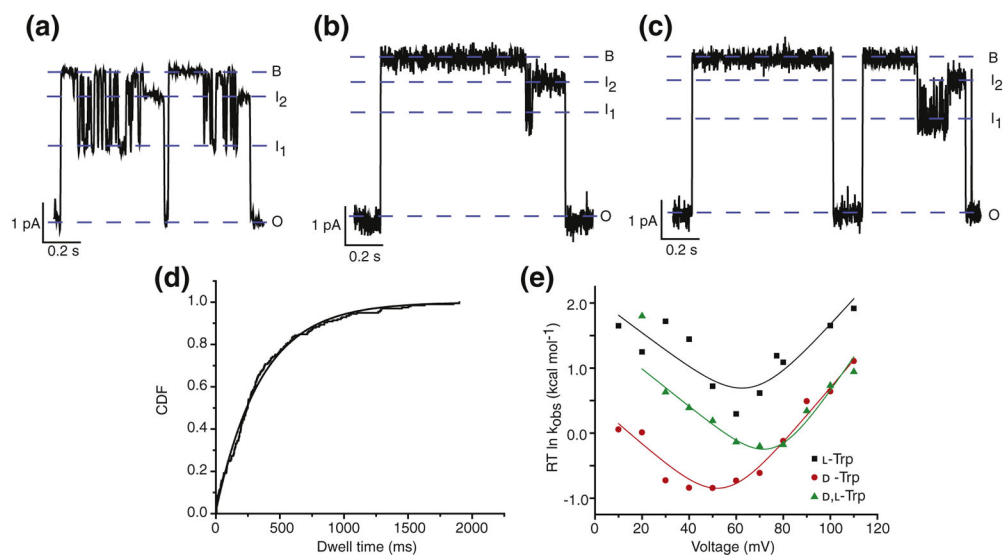 (a)
B
I2
I1
O
1 pA
0.2 s
(b)
B
I2
I1
O
1 pA
0.2 s
(c)
B
I2
I1
O
1 pA
0.2 s
(d)
CDF
1.0
0.8
0.6
0.4
0.2
0.0
0 500 1000 1500 2000
Dwell time (ms)
(e)
RT ln kobs (kcal mol-1)
2.0
1.0
0.0
-1.0
L-Trp
D -Trp
D,L-Trp
0 20 40 60 80 100 120
Voltage (mV)